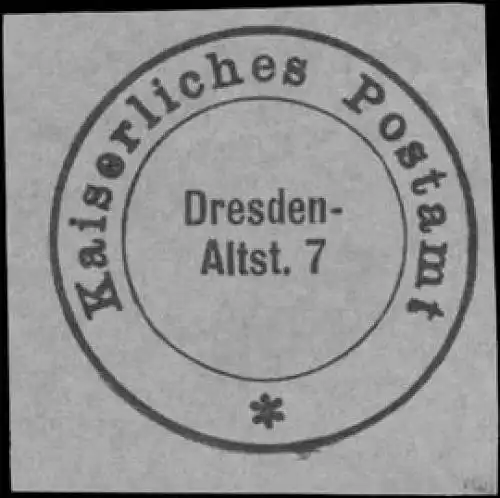 Kaiserliches Postamt
Dresden-
Altst. 7
*